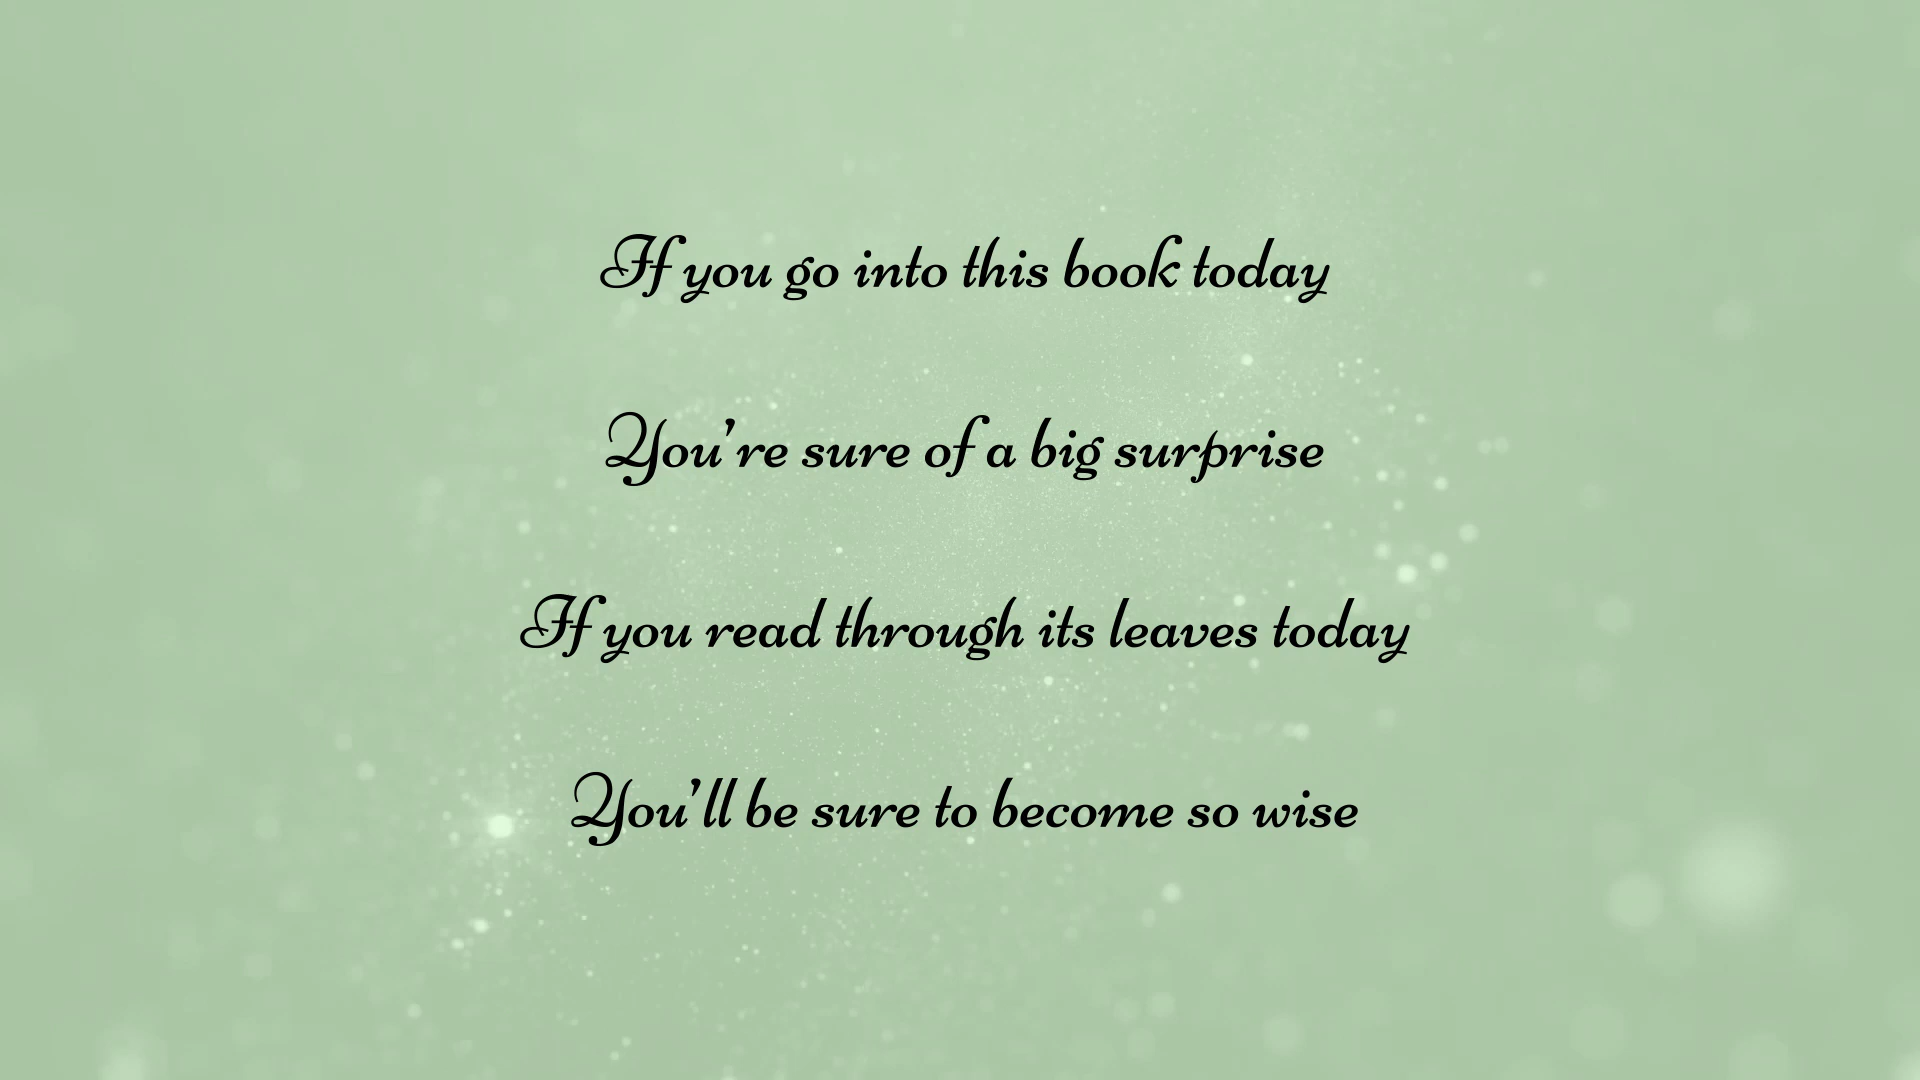 If you go into this book today
You’re sure of a big surprise
If you read through its leaves today
You’ll be sure to become so wise